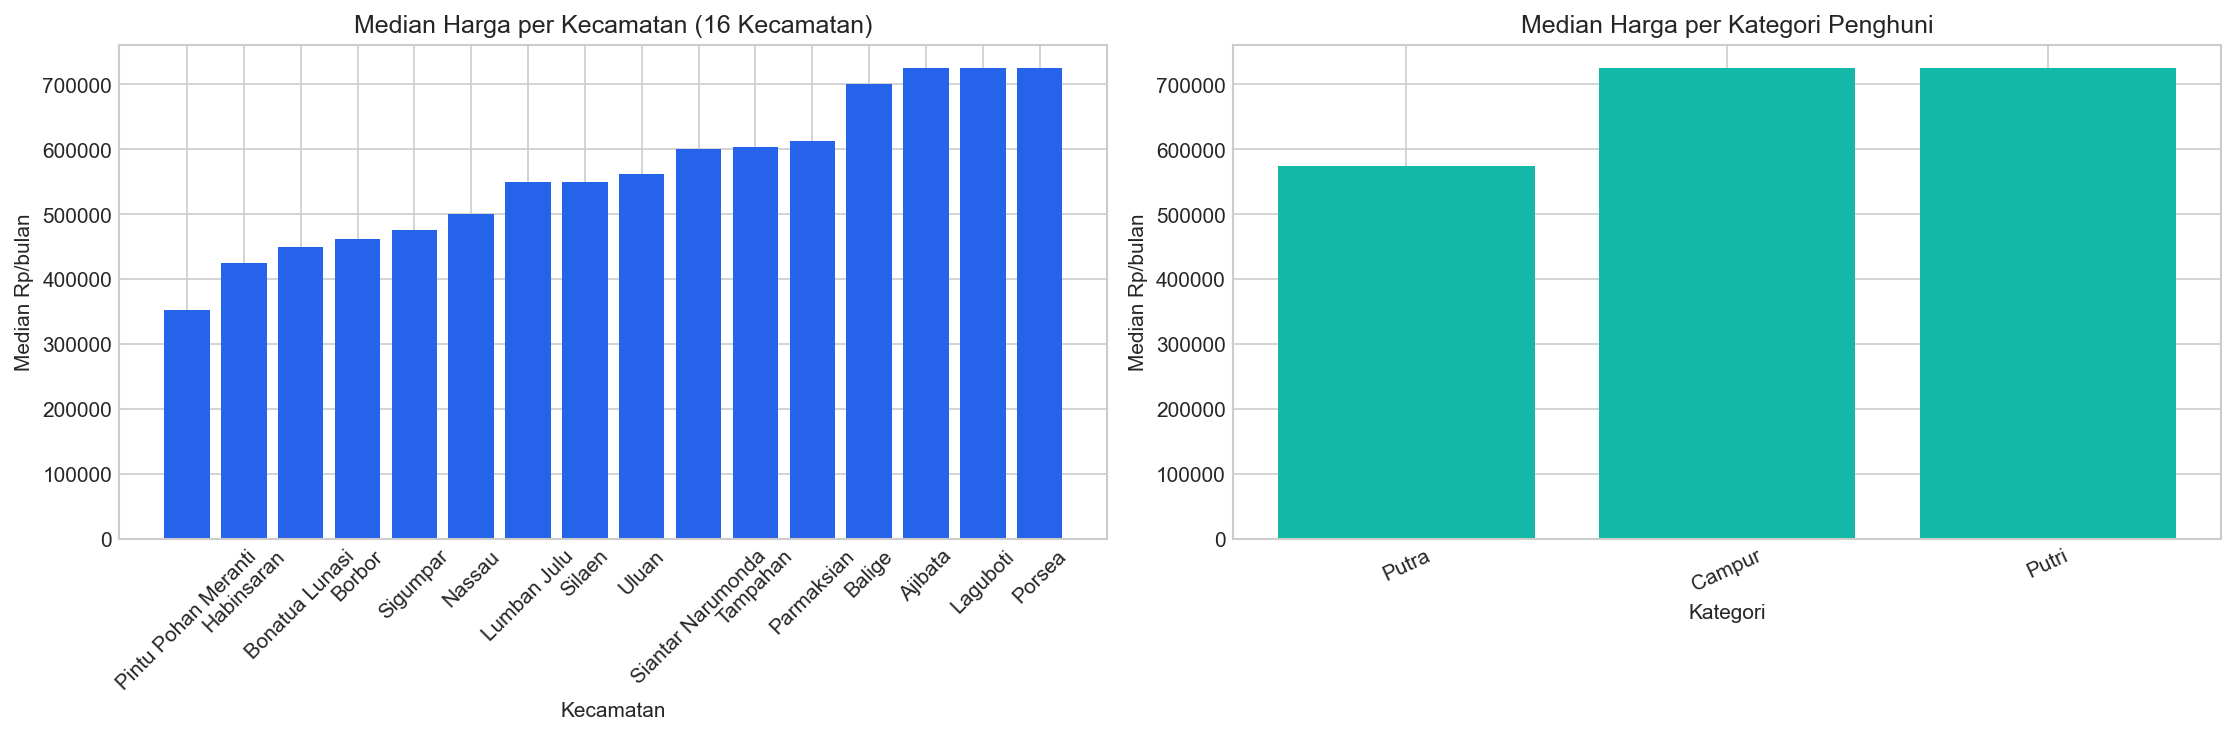 Median Harga per Kecamatan (16 Kecamatan)
Median Rp/bulan
700000
600000
500000
400000
300000
200000
100000
0
Pintu Pohan Meranti
Habinsaran
Bonatua Lunasi
Borbor
Sigumpar
Nassau
Lumban Julu
Silaen
Uluan
Siantar Narumonda
Tampahan
Parmaksian
Balige
Ajibata
Laguboti
Porsea
Kecamatan
Median Harga per Kategori Penghuni
Median Rp/bulan
700000
600000
500000
400000
300000
200000
100000
0
Putra
Campur
Putri
Kategori